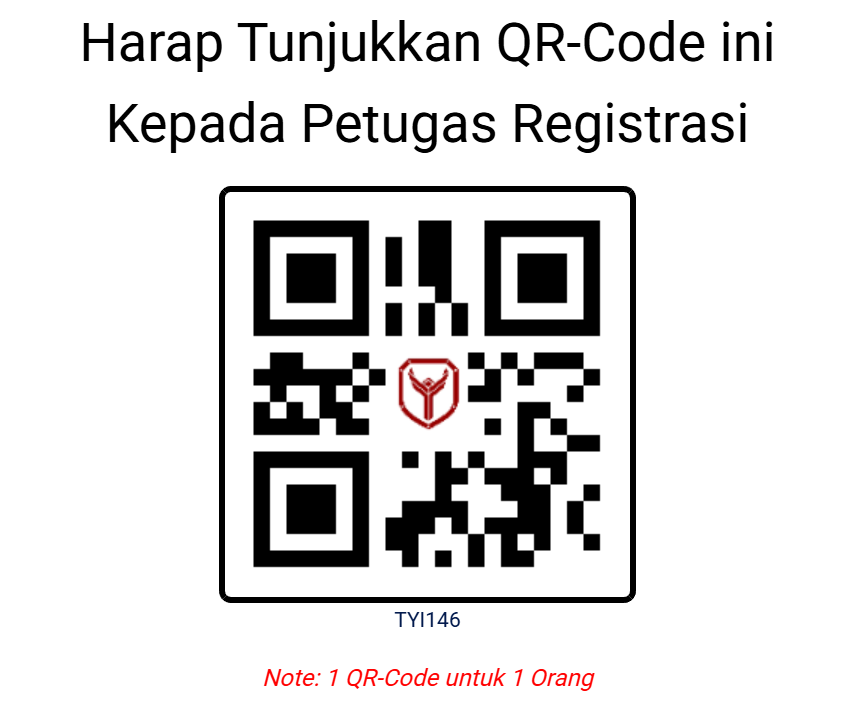 Harap Tunjukkan QR-Code ini
Kepada Petugas Registrasi
TYI146
Note: 1 QR-Code untuk 1 Orang